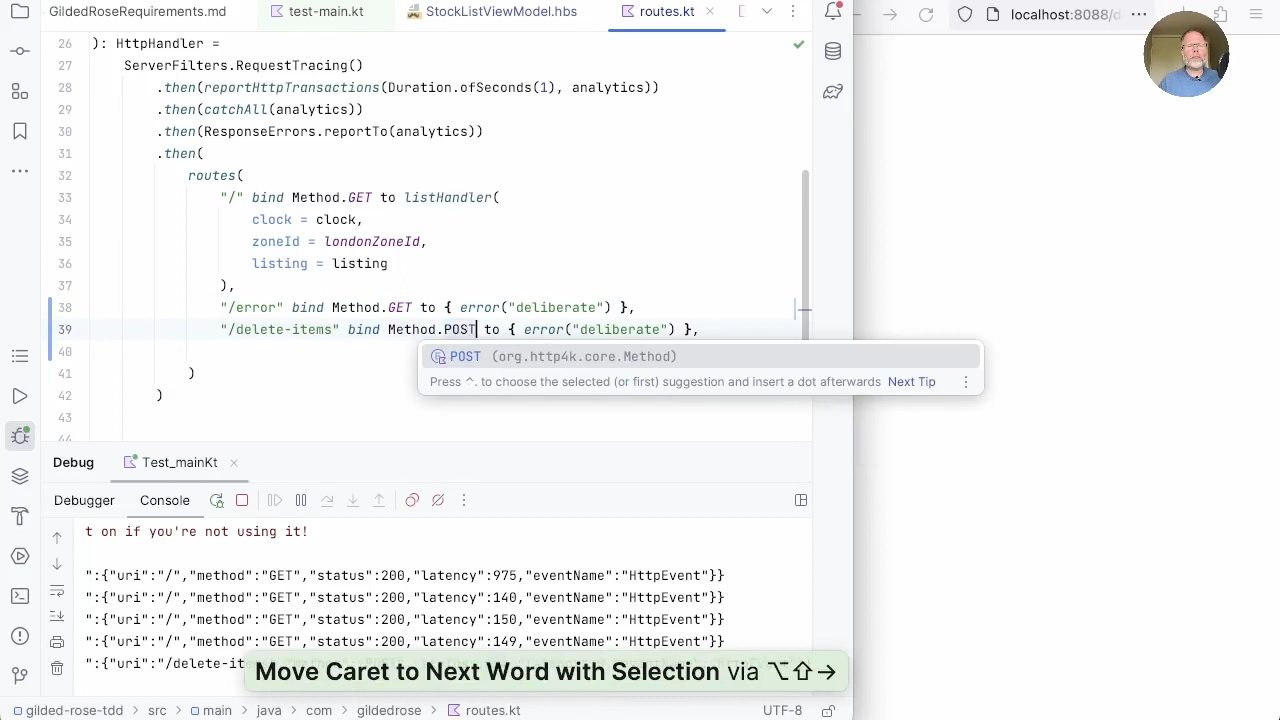 GildedRoseRequirements.md
test-main.kt
StockListViewModel.hbs
routes.kt
localhost:8088/d
26 ): HttpHandler =
27 ServerFilters.RequestTracing()
28 .then(reportHttpTransactions(Duration.ofSeconds(1), analytics))
29 .then(catchAll(analytics))
30 .then(ResponseErrors.reportTo(analytics))
31 .then(
32 routes(
33 "/" bind Method.GET to listHandler(
34 clock = clock,
35 zoneId = londonZoneId,
36 listing = listing
37 ),
38 "/error" bind Method.GET to { error("deliberate") },
39 "/delete-items" bind Method.POST to { error("deliberate") },
40
41 )
42 )
43
44
POST (org.http4k.core.Method)
Press ^. to choose the selected (or first) suggestion and insert a dot afterwards Next Tip
Debug
Test_mainKt
Debugger
Console
t on if you're not using it!
":{"uri":"/","method":"GET","status":200,"latency":975,"eventName":"HttpEvent"}}
":{"uri":"/","method":"GET","status":200,"latency":140,"eventName":"HttpEvent"}}
":{"uri":"/","method":"GET","status":200,"latency":150,"eventName":"HttpEvent"}}
":{"uri":"/","method":"GET","status":200,"latency":149,"eventName":"HttpEvent"}}
":{"uri":"/delete-ite
Move Caret to Next Word with Selection via ⌥⇧→
gilded-rose-tdd > src > main > java > com > gildedrose > routes.kt
UTF-8